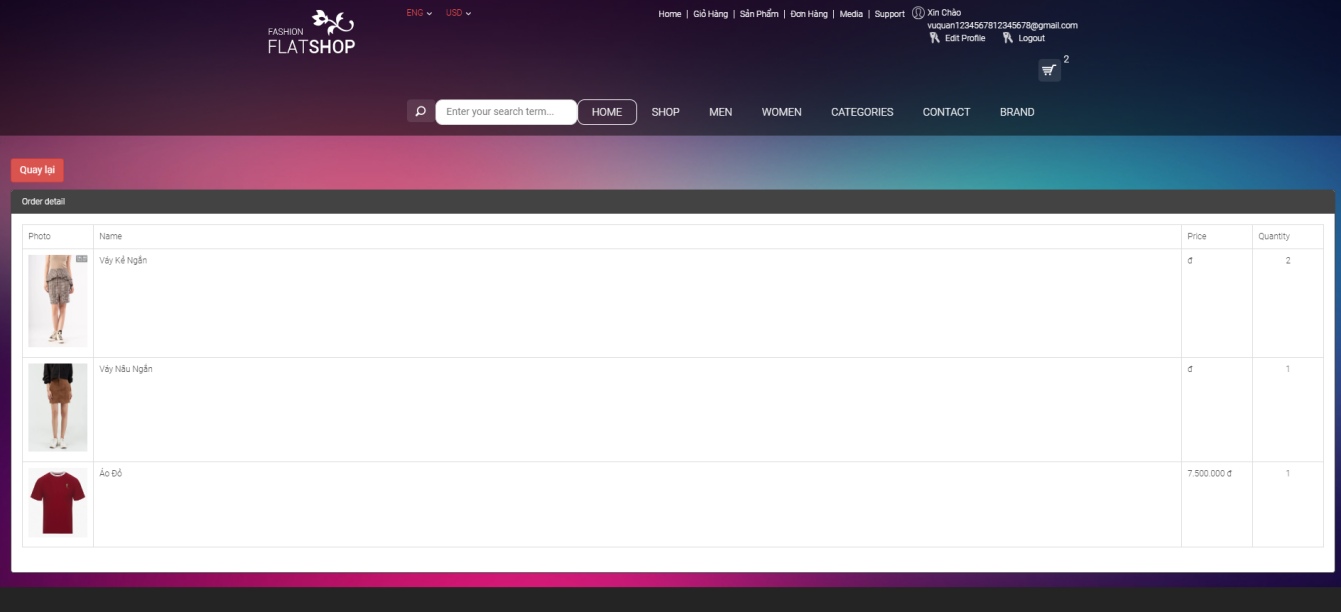 FASHION
FLATSHOP
ENG USD
Home | Giỏ Hàng | Sản Phẩm | Đơn Hàng | Media | Support
Xin Chào
vuquan1234567812345678@gmail.com
Edit Profile Logout
2
Enter your search term... HOME SHOP MEN WOMEN CATEGORIES CONTACT BRAND
Quay lại
Order detail
Photo Name Price Quantity
Váy Kẻ Ngắn đ 2
Váy Nâu Ngắn đ 1
Áo Đỏ 7.500.000 đ 1